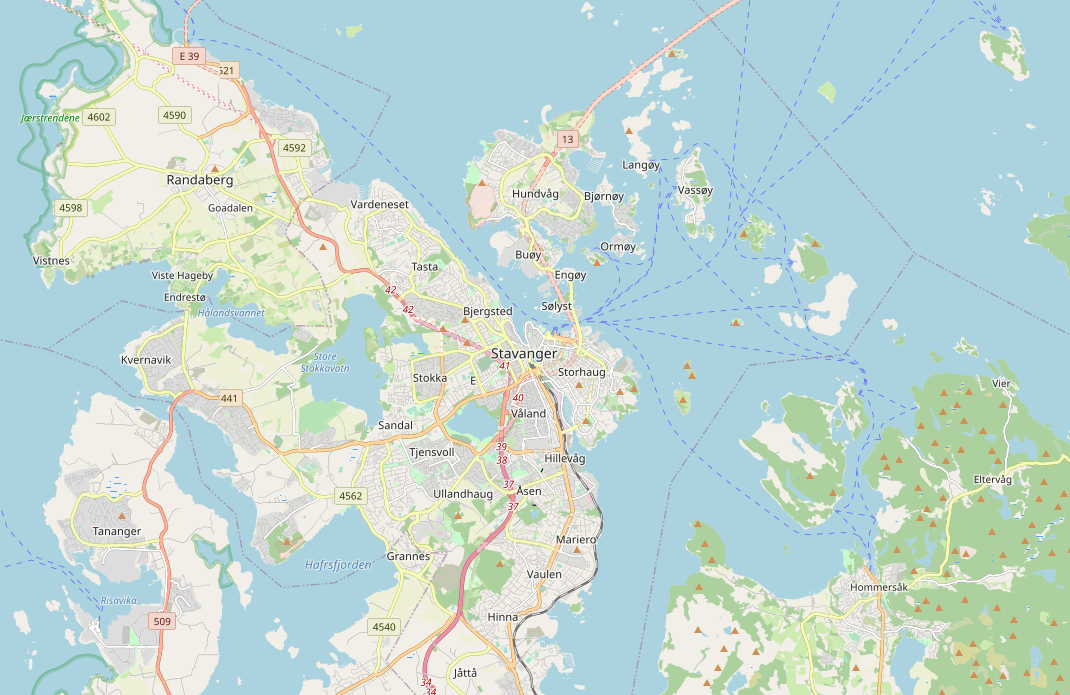 E 39
521
Jærstrendene
4602
4590
13
4592
Langøy
Randaberg
Vassøy
Hundvåg
Bjørnøy
4598
Goadalen
Vardeneset
Ormøy
Buøy
Vistnes
Tasta
Viste Hageby
Engøy
42
Endrestø
42
Sølyst
Hålandsvannet
Bjergsted
Stavanger
Kvernavik
Store
Stokkavatn
41
Storhaug
Stokka
E
Vier
441
40
Våland
Sandal
39
Tjensvoll
38
Hillevåg
Eltervåg
37
Åsen
4562
Ullandhaug
37
Tananger
Mariero
Grannes
Hafrsfjorden
Vaulen
Hommersåk
Risavika
Hinna
509
4540
Jåttå
34
34